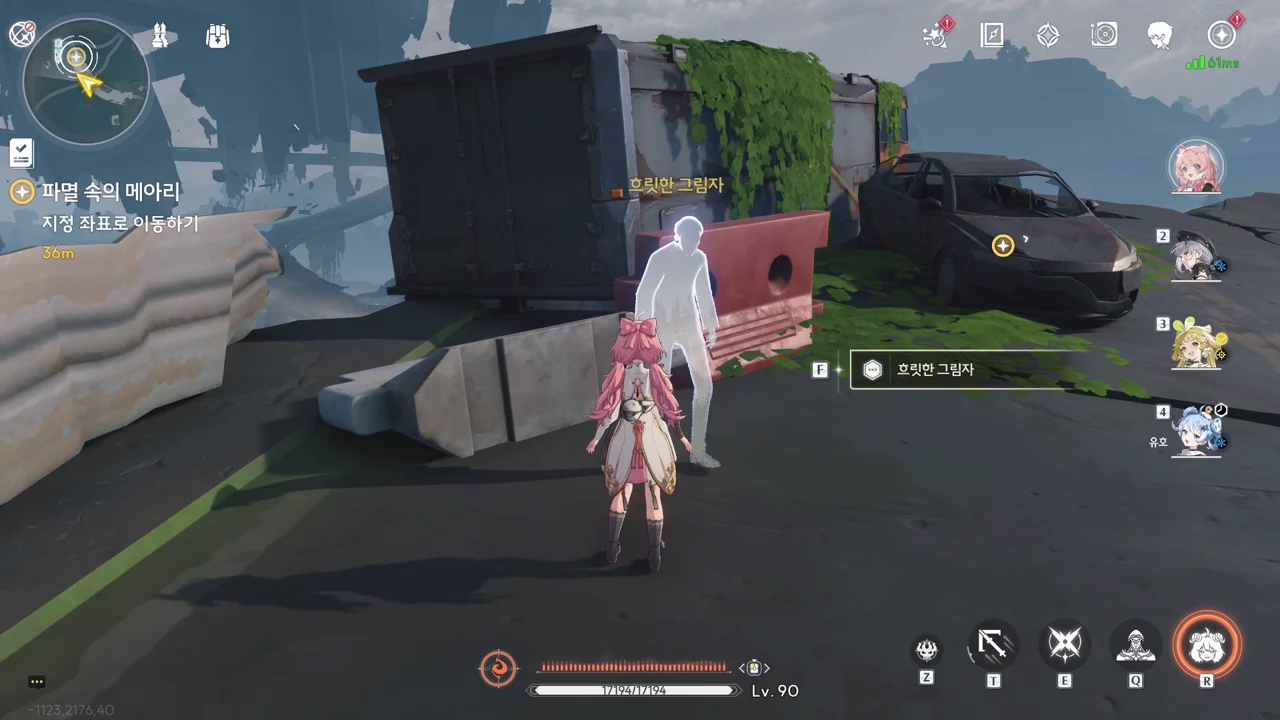 61ms
파멸 속의 메아리
지정 좌표로 이동하기
36m
흐릿한 그림자
F
흐릿한 그림자
2
3
4
유호
17194/17194
Lv. 90
Z
T
E
Q
R
-1123,2176,40